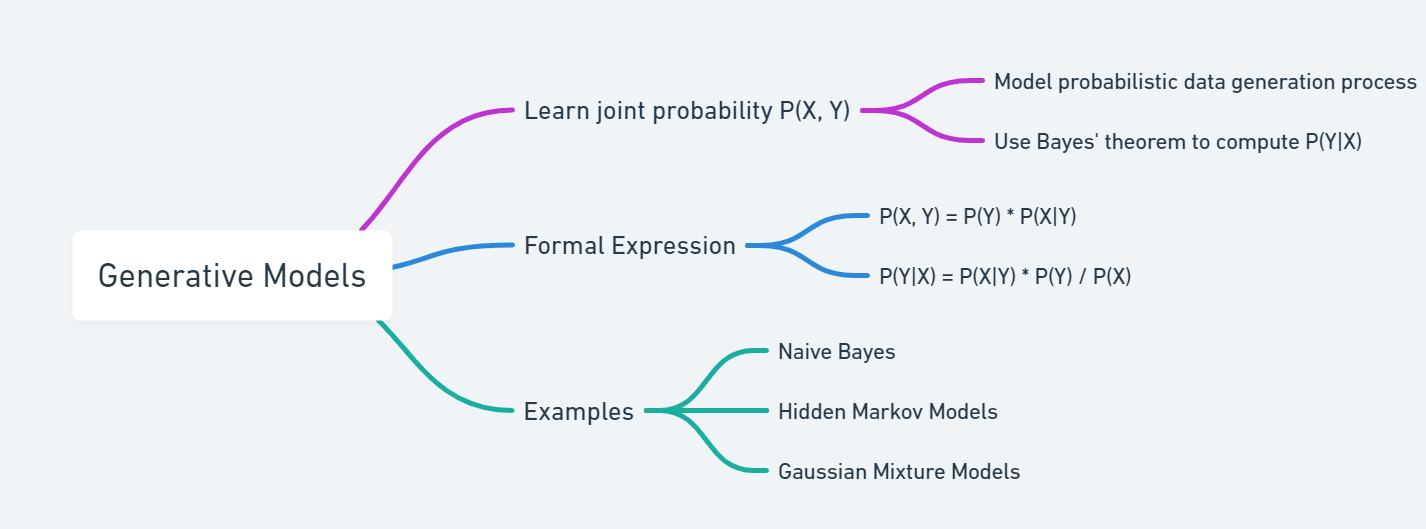 Generative Models
Learn joint probability P(X, Y)
Model probabilistic data generation process
Use Bayes' theorem to compute P(Y|X)
Formal Expression
P(X, Y) = P(Y) * P(X|Y)
P(Y|X) = P(X|Y) * P(Y) / P(X)
Examples
Naive Bayes
Hidden Markov Models
Gaussian Mixture Models